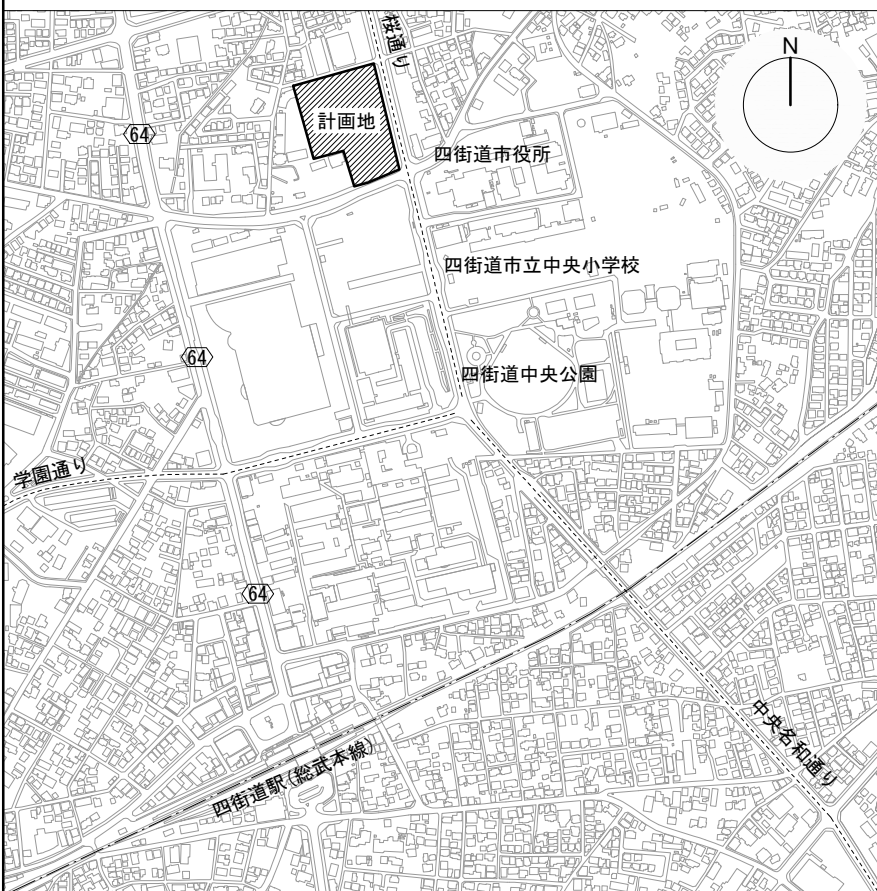 桜通り
N
計画地
64
四街道市役所
四街道市立中央小学校
64
四街道中央公園
学園通り
64
中央名和通り
四街道駅(総武本線)